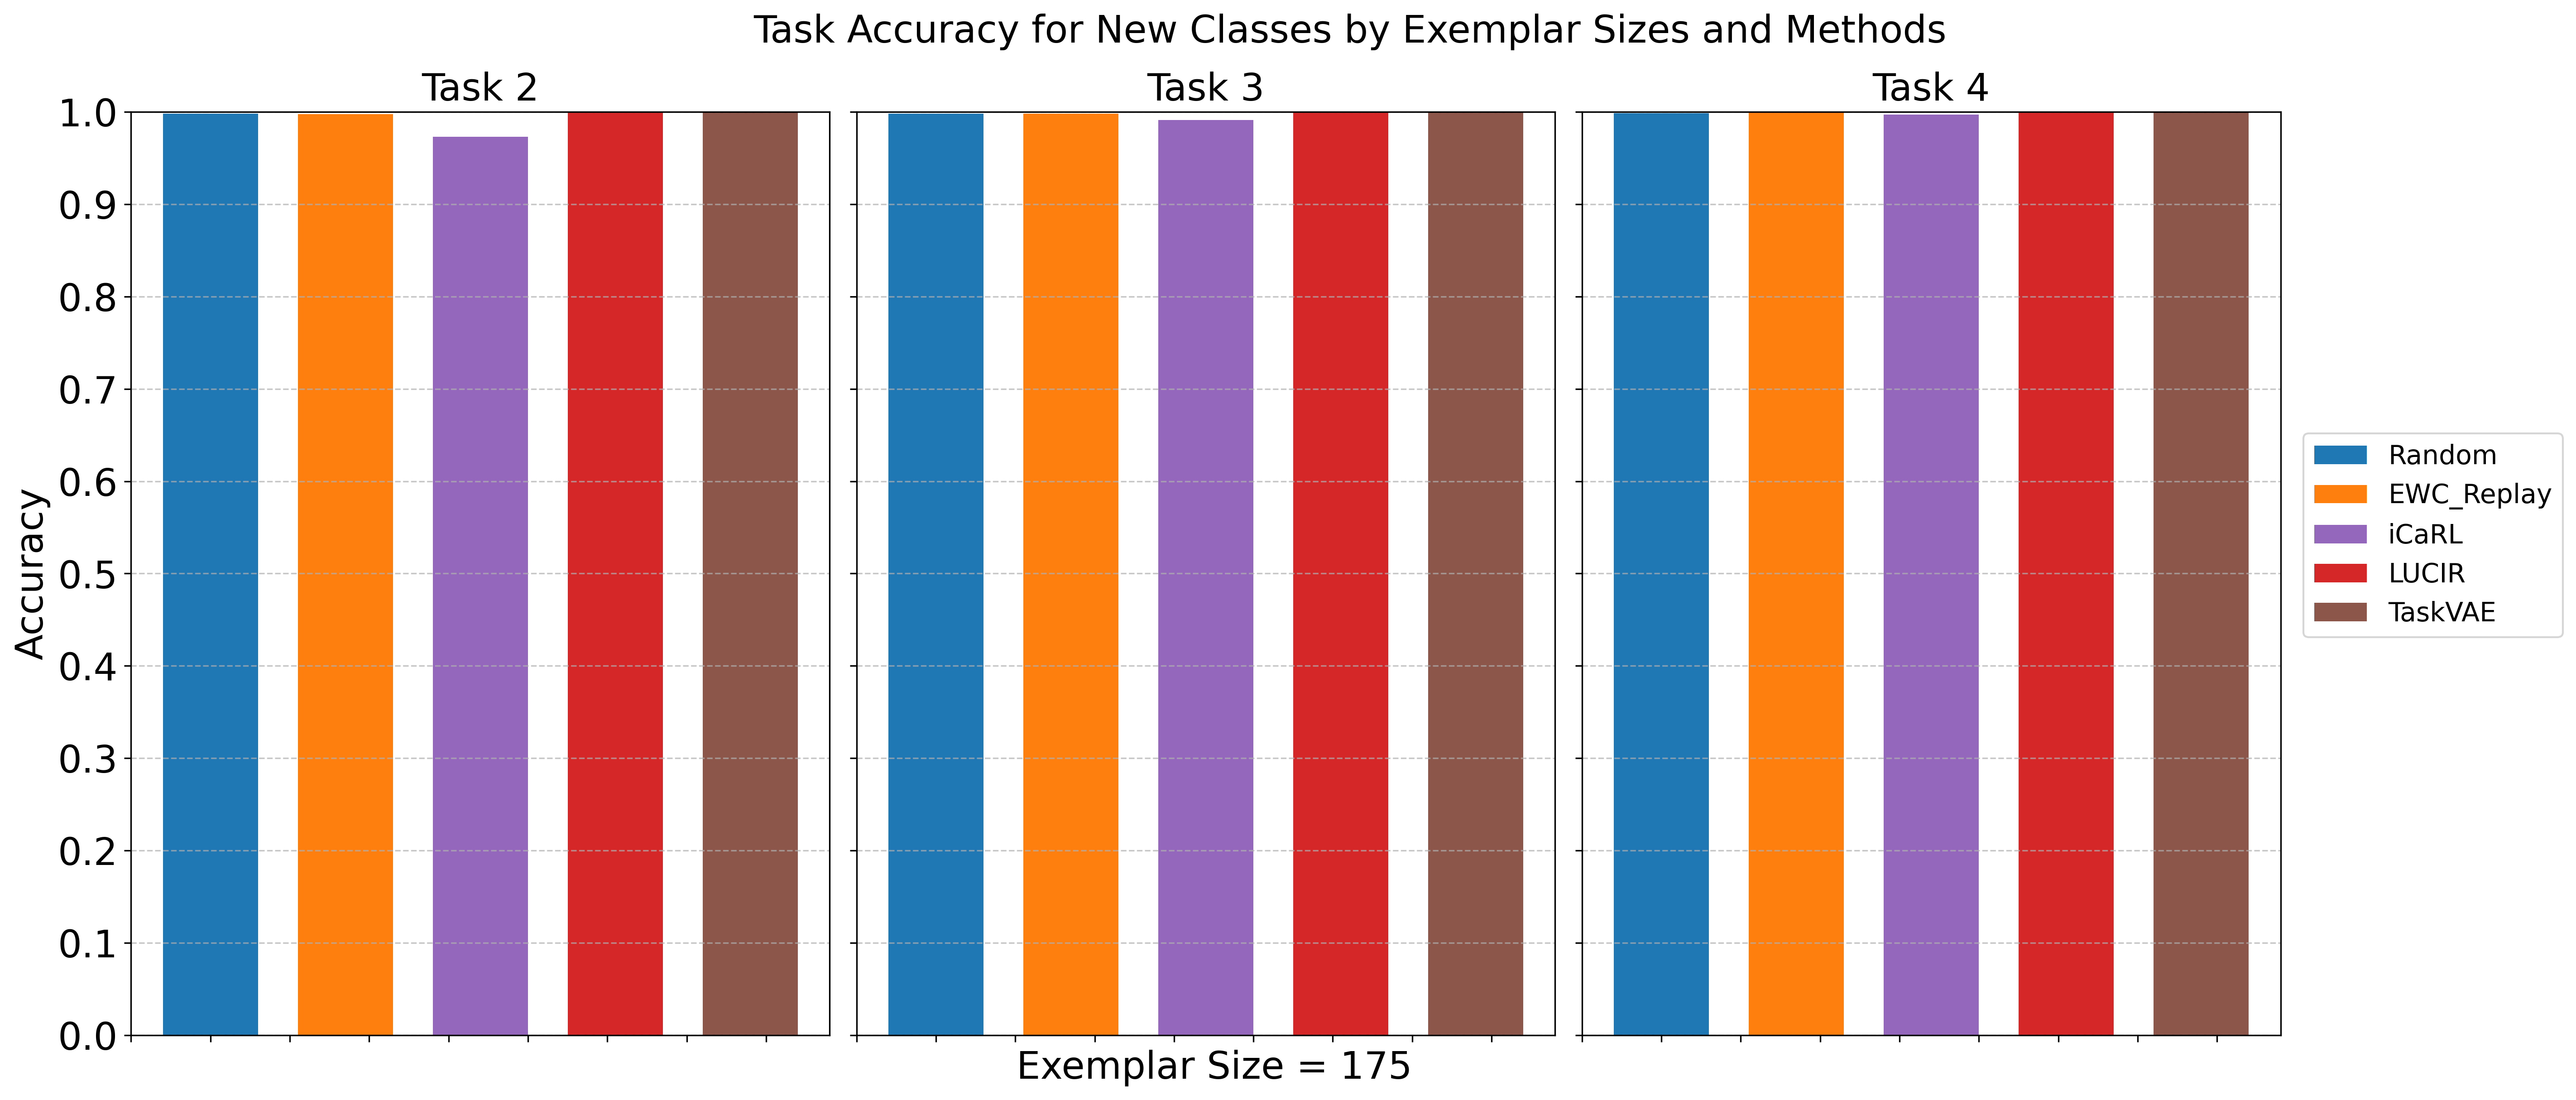 Task Accuracy for New Classes by Exemplar Sizes and Methods
Task 2
Task 3
Task 4
1.0
0.9
0.8
0.7
0.6
0.5
0.4
0.3
0.2
0.1
0.0
Accuracy
Exemplar Size = 175
Random
EWC_Replay
iCaRL
LUCIR
TaskVAE